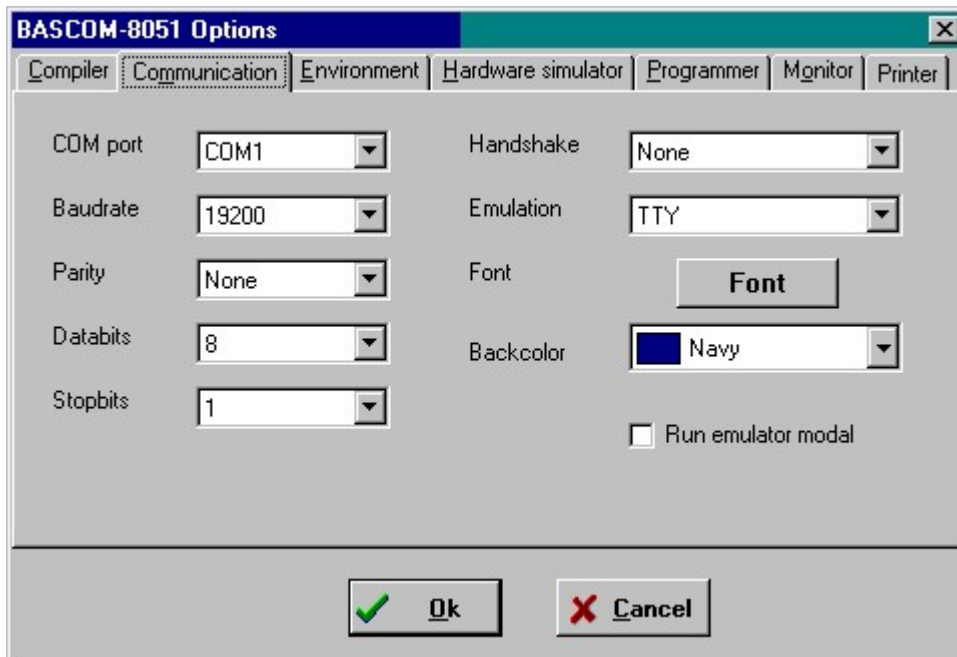 BASCOM-8051 Options
Compiler Communication Environment Hardware simulator Programmer Monitor Printer
COM port COM1 Handshake None
Baudrate 19200 Emulation TTY
Parity None Font Font
Databits 8 Backcolor Navy
Stopbits 1
Run emulator modal
Ok Cancel